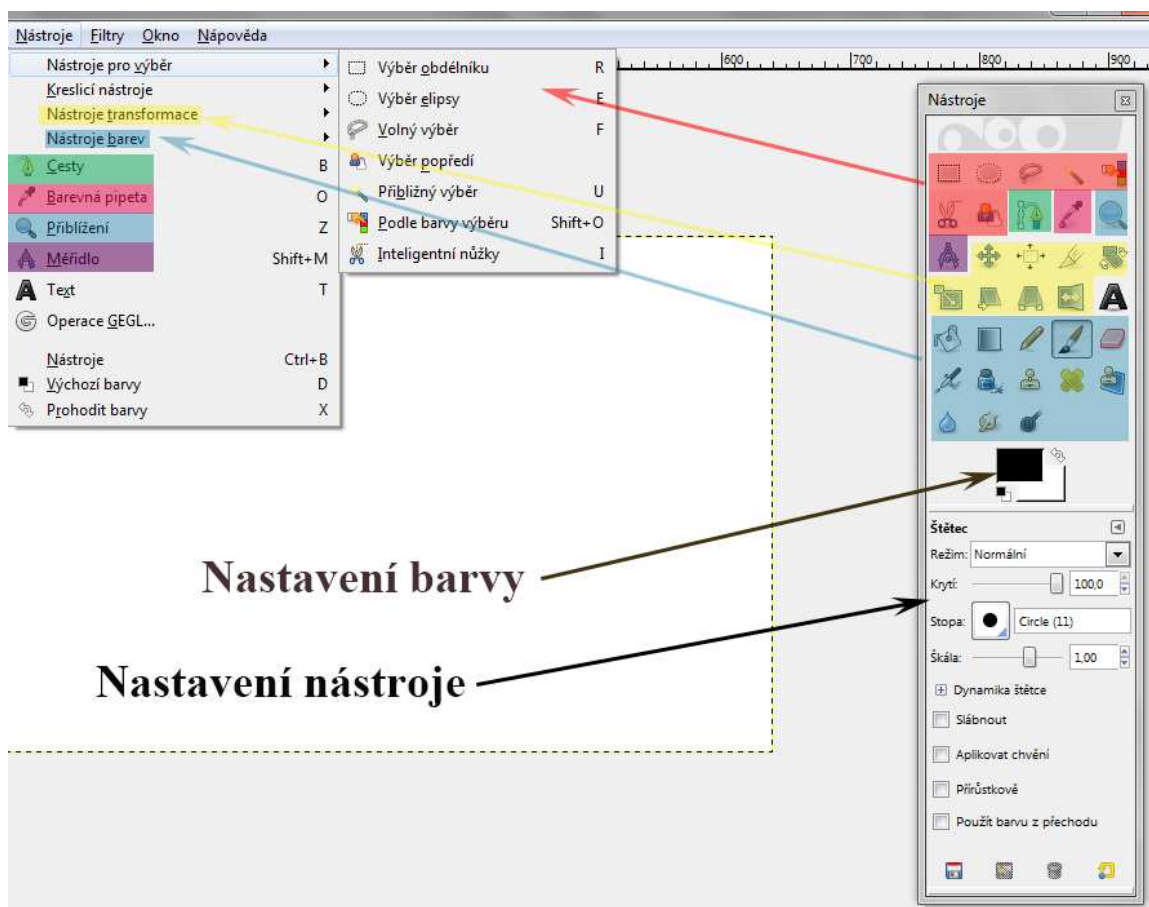 Nástroje Filtry Okno Nápověda
Nástroje pro výběr
Kreslicí nástroje
Nástroje transformace
Nástroje barev
Cesty B
Barevná pipeta O
Přiblížení Z
Měřidlo Shift+M
Text T
Operace GEGL...
Nástroje Ctrl+B
Výchozí barvy D
Prohodit barvy X
Výběr obdélníku R
Výběr elipsy E
Volný výběr F
Výběr popředí
Přibližný výběr U
Podle barvy výběru Shift+O
Inteligentní nůžky I
600 700 800 900
Nástroje
Nastavení barvy
Nastavení nástroje
Štětec
Režim: Normální
Krytí: 100,0
Stopa: Circle (11)
Škála: 1,00
Dynamika štětce
Slábnout
Aplikovat chvění
Přírůstkově
Použít barvu z přechodu